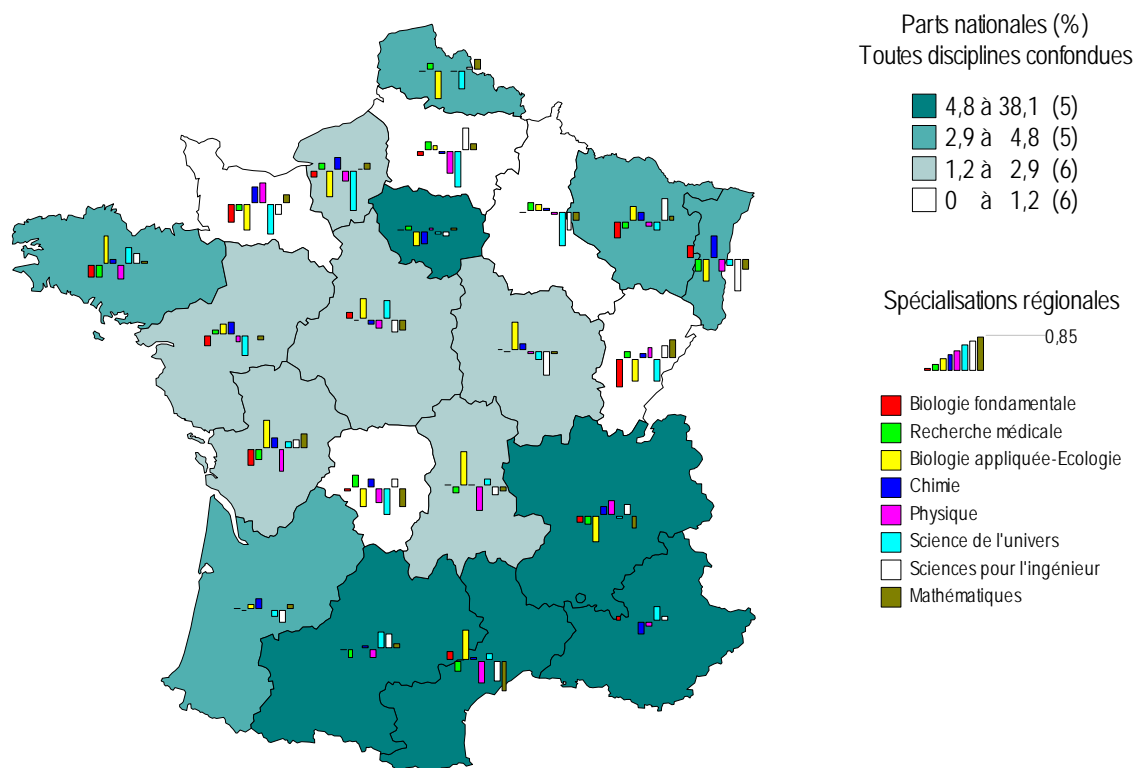 Parts nationales (%)
Toutes disciplines confondues
4,8 à 38,1 (5)
2,9 à 4,8 (5)
1,2 à 2,9 (6)
0 à 1,2 (6)
Spécialisations régionales
0,85
Biologie fondamentale
Recherche médicale
Biologie appliquée-Ecologie
Chimie
Physique
Science de l'univers
Sciences pour l'ingénieur
Mathématiques